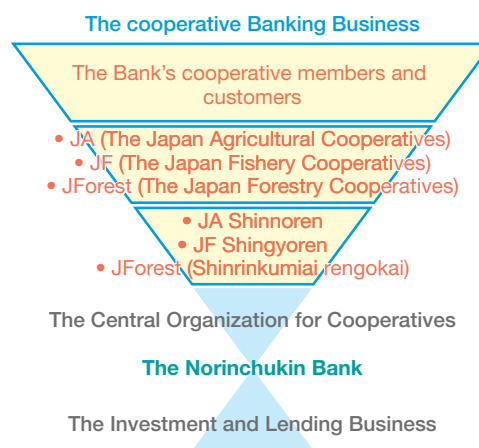 The cooperative Banking Business
The Bank's cooperative members and
customers
• JA (The Japan Agricultural Cooperatives)
• JF (The Japan Fishery Cooperatives)
• JForest (The Japan Forestry Cooperatives)
• JA Shinnoren
• JF Shingyoren
• JForest (Shinrinkumiai rengokai)
The Central Organization for Cooperatives
The Norinchukin Bank
The Investment and Lending Business